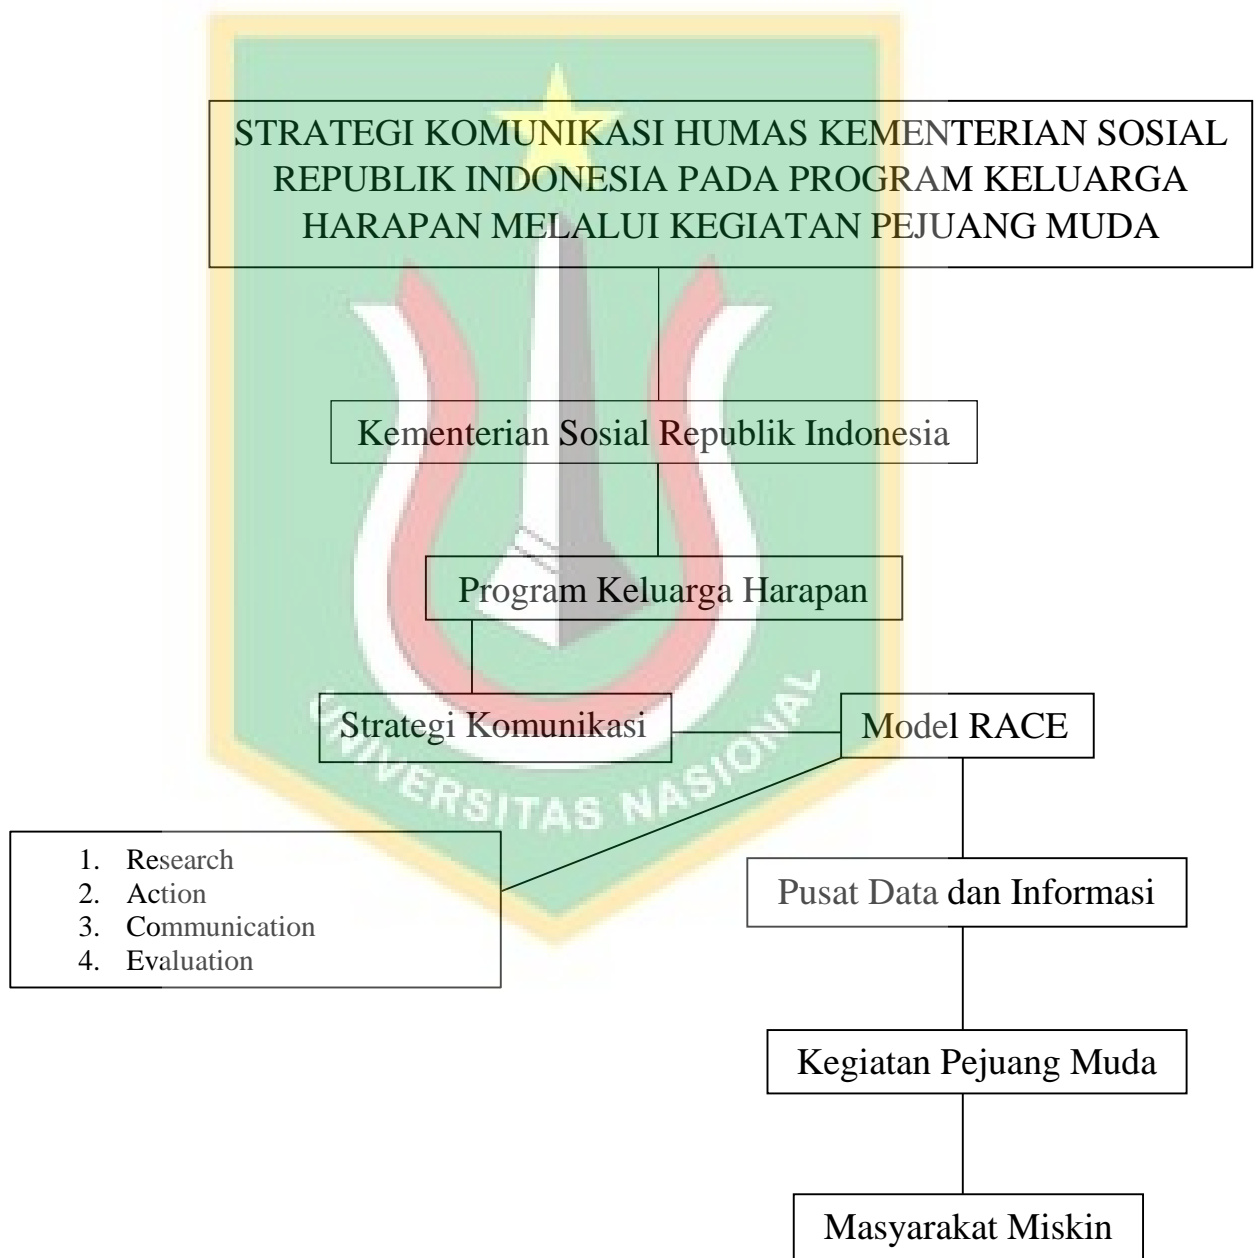 STRATEGI KOMUNIKASI HUMAS KEMENTERIAN SOSIAL
REPUBLIK INDONESIA PADA PROGRAM KELUARGA
HARAPAN MELALUI KEGIATAN PEJUANG MUDA
Kementerian Sosial Republik Indonesia
Program Keluarga Harapan
Strategi Komunikasi
Model RACE
UNIVERSITAS NASIONAL
1. Research
2. Action
3. Communication
4. Evaluation
Pusat Data dan Informasi
Kegiatan Pejuang Muda
Masyarakat Miskin